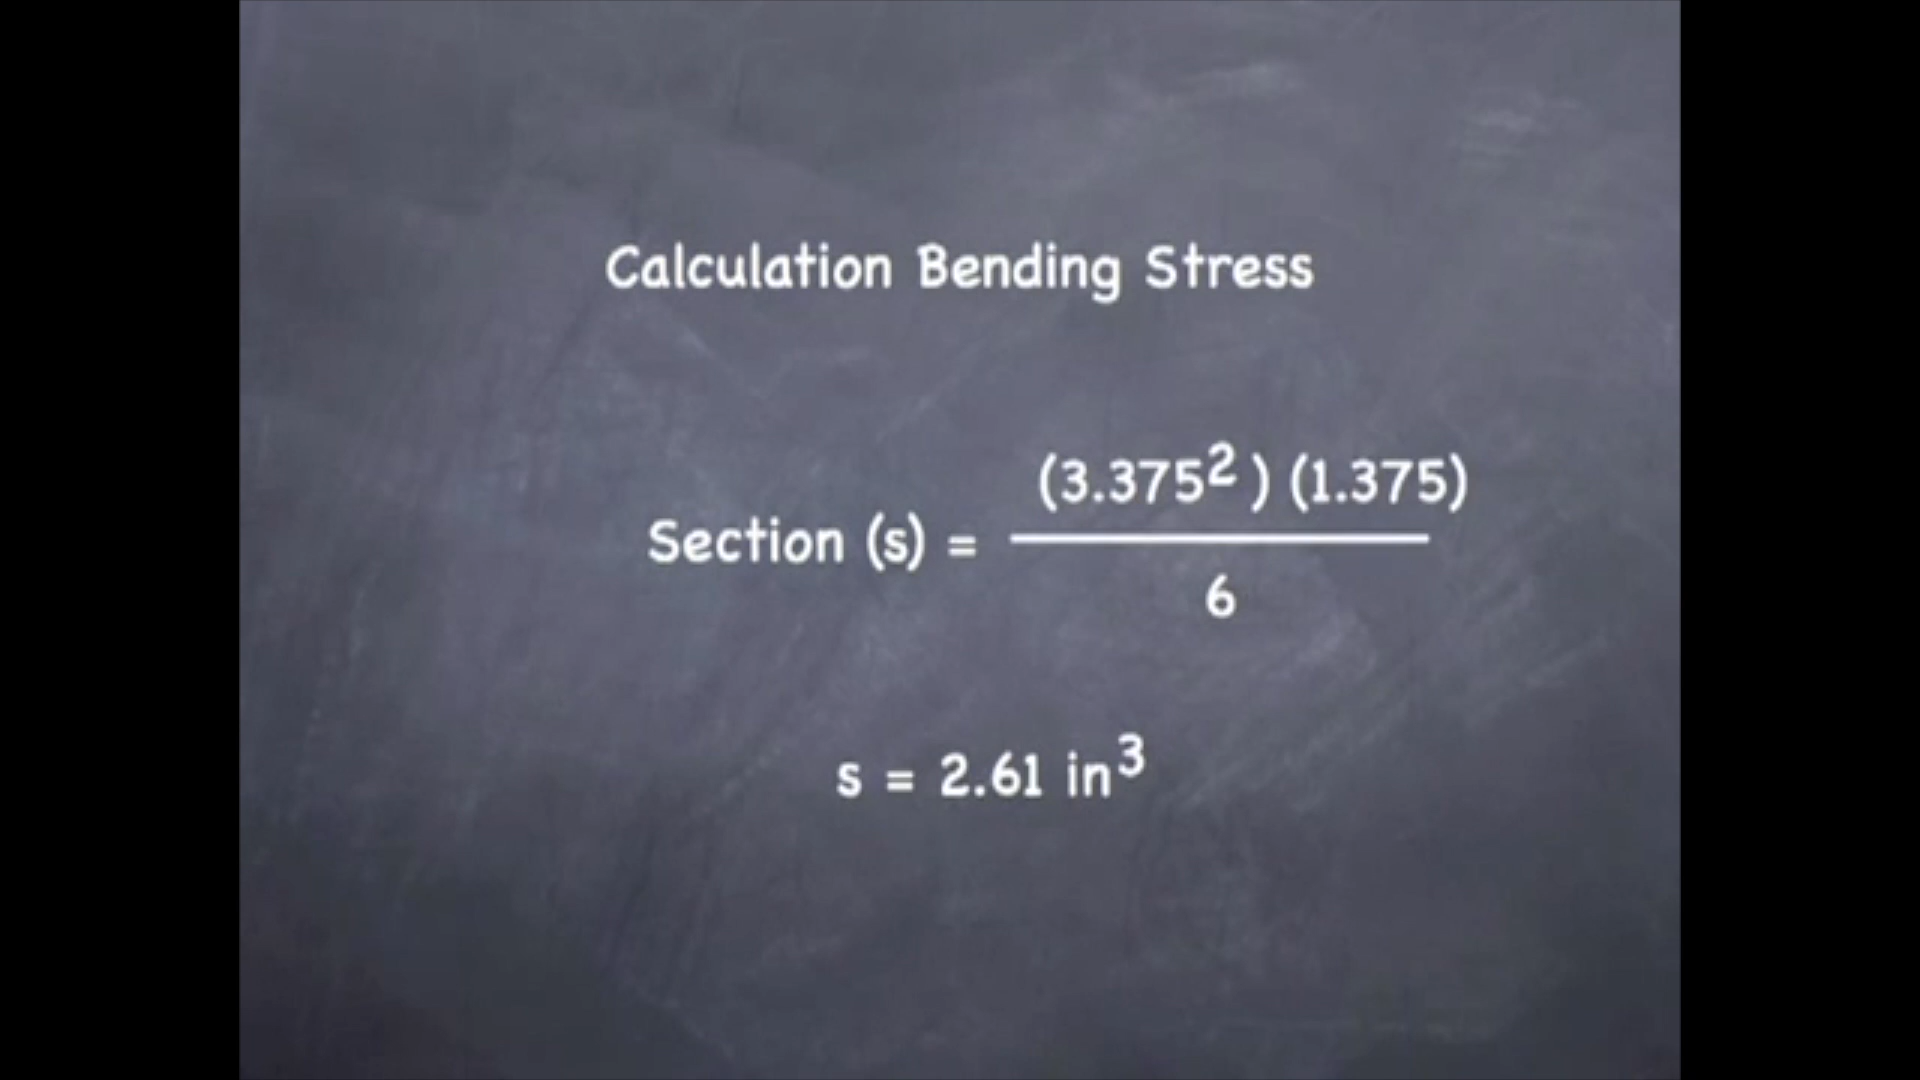 Calculation Bending Stress
(3.375²) (1.375)
Section (s) =
6
s = 2.61 in³